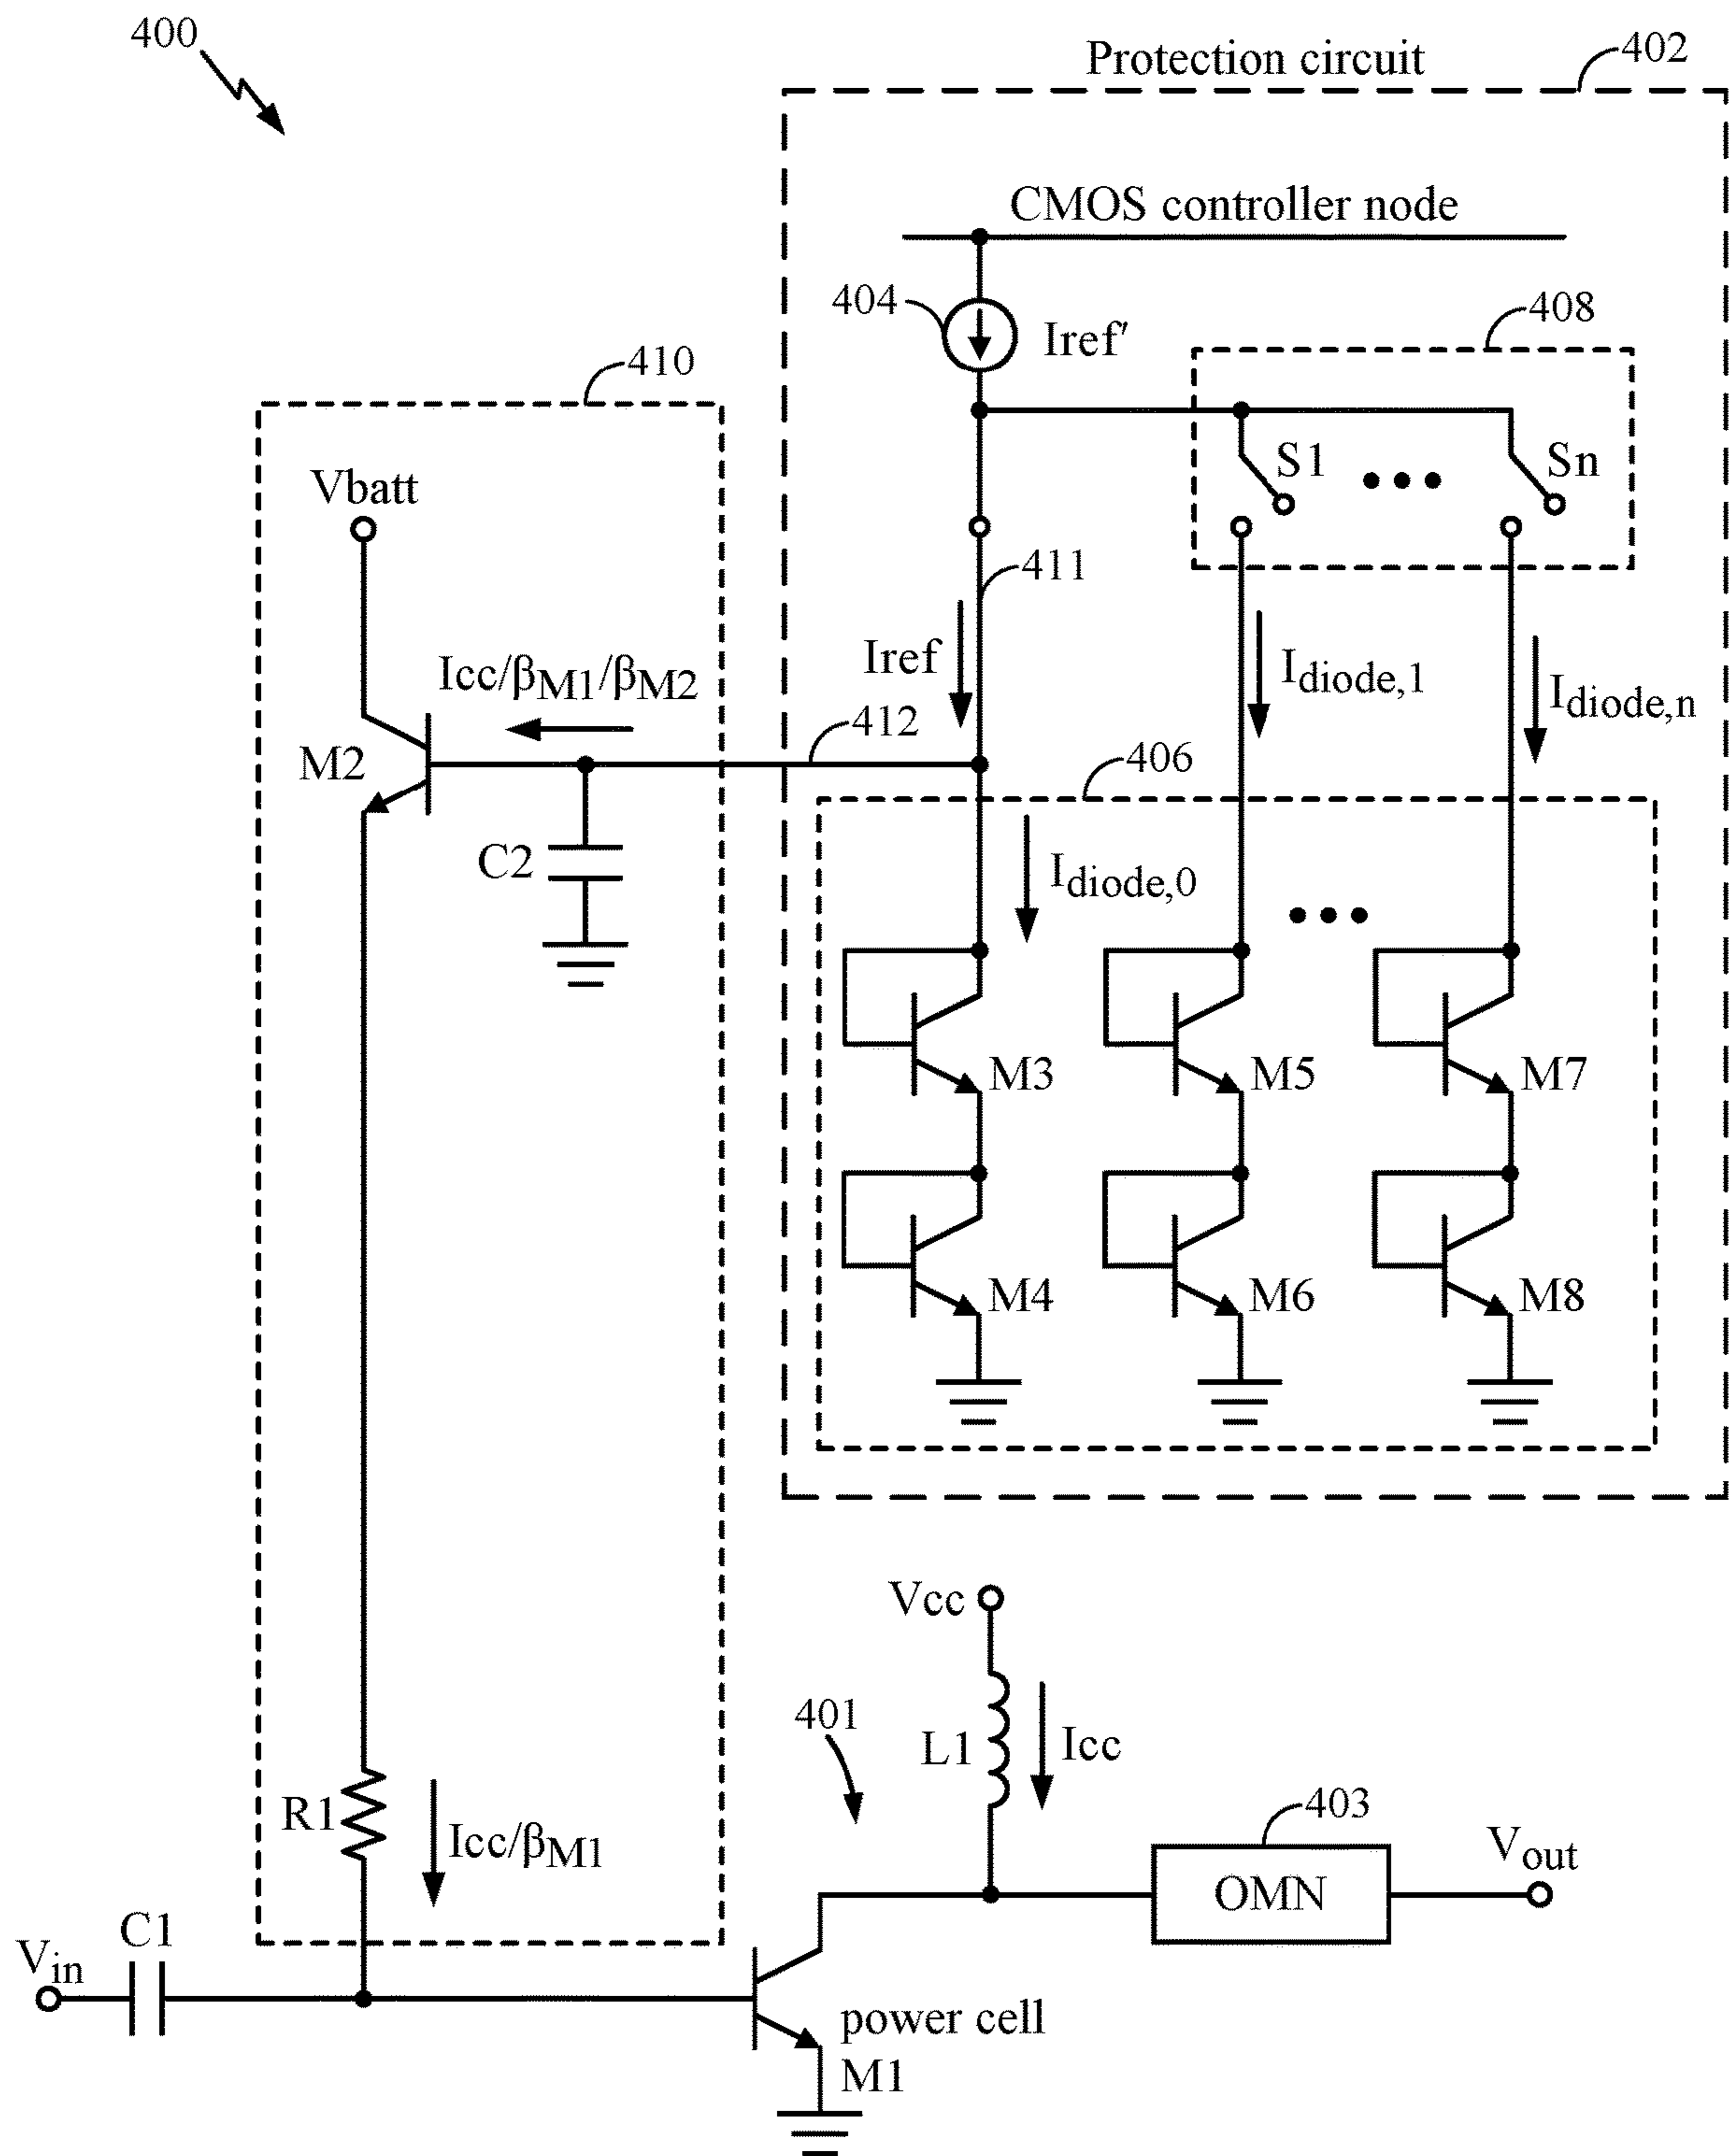 400
Protection circuit
402
CMOS controller node
404
Iref′
408
410
S1
Sn
Vbatt
411
Icc/βM1/βM2
Iref
Idiode,1
Idiode,n
412
406
M2
C2
Idiode,0
M3
M5
M7
M4
M6
M8
Vcc
401
L1
Icc
403
R1
Icc/βM1
OMN
Vout
C1
Vin
power cell
M1